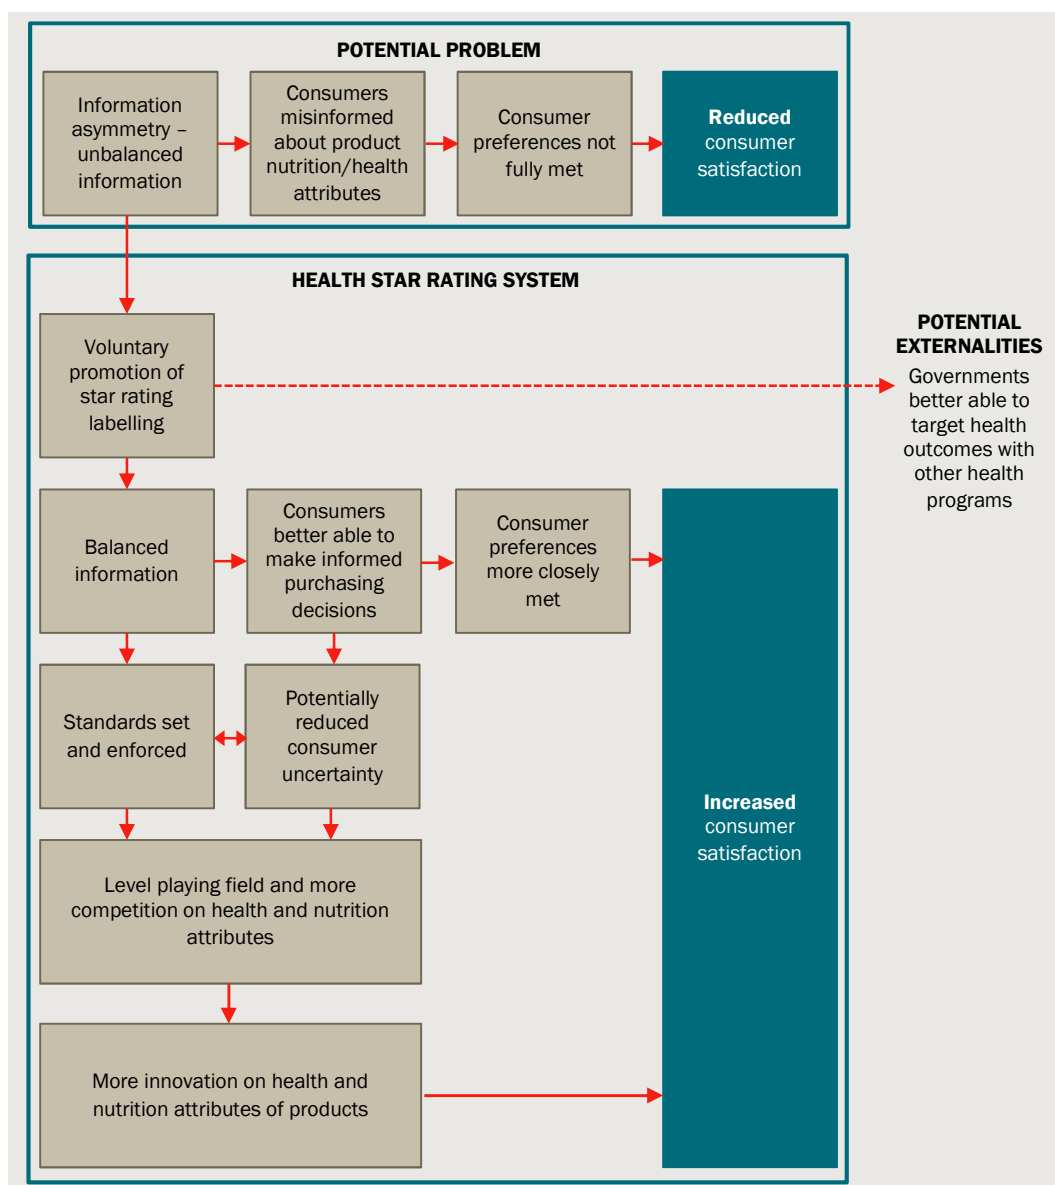 POTENTIAL PROBLEM
Information
asymmetry –
unbalanced
information
Consumers
misinformed
about product
nutrition/health
attributes
Consumer
preferences not
fully met
Reduced
consumer
satisfaction
HEALTH STAR RATING SYSTEM
Voluntary
promotion of
star rating
labelling
POTENTIAL
EXTERNALITIES
Governments
better able to
target health
outcomes with
other health
programs
Balanced
information
Consumers
better able to
make informed
purchasing
decisions
Consumer
preferences
more closely
met
Standards set
and enforced
Potentially
reduced
consumer
uncertainty
Increased
consumer
satisfaction
Level playing field and more
competition on health and nutrition
attributes
More innovation on health and
nutrition attributes of products